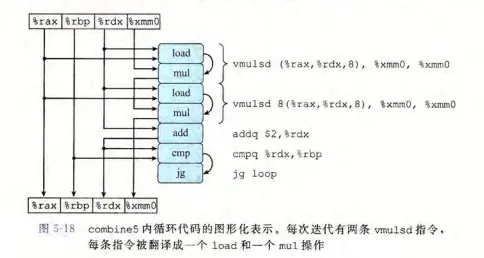 %rax %rbp %rdx %xmm0
load
mul
vmulsd (%rax,%rdx,8), %xmm0, %xmm0
load
mul
vmulsd 8(%rax,%rdx,8), %xmm0, %xmm0
add
addq $2,%rdx
cmp
cmpq %rdx,%rbp
jg
jg loop
%rax %rbp %rdx %xmm0
图 5-18 combine5 内循环代码的图形化表示。每次迭代有两条 vmulsd 指令，
每条指令被翻译成一个 load 和一个 mul 操作